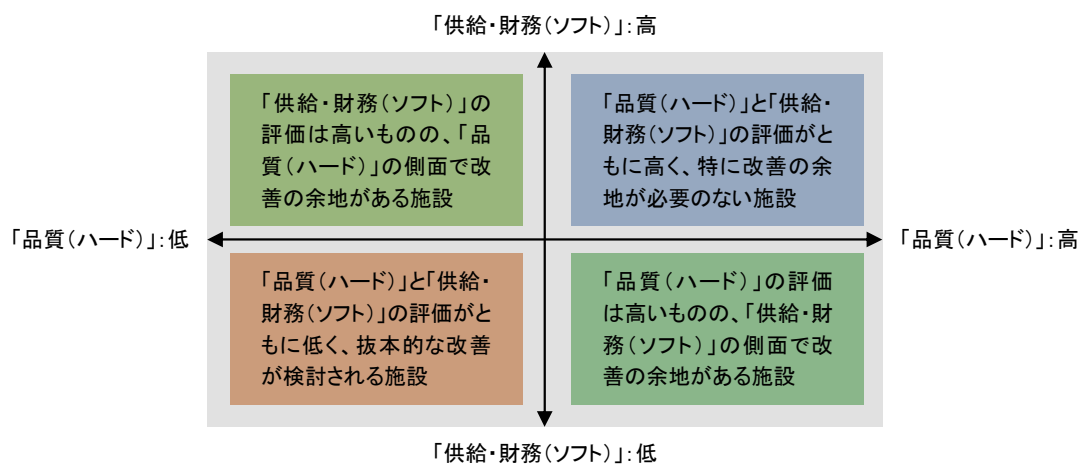 「供給・財務(ソフト)」:高
「供給・財務(ソフト)」の
評価は高いものの、「品
質(ハード)」の側面で改
善の余地がある施設
「品質(ハード)」と「供給・
財務(ソフト)」の評価がと
もに高く、特に改善の余
地が必要のない施設
「品質(ハード)」:低
「品質(ハード)」:高
「品質(ハード)」と「供給・
財務(ソフト)」の評価がと
もに低く、抜本的な改善
が検討される施設
「品質(ハード)」の評価
は高いものの、「供給・財
務(ソフト)」の側面で改
善の余地がある施設
「供給・財務(ソフト)」:低